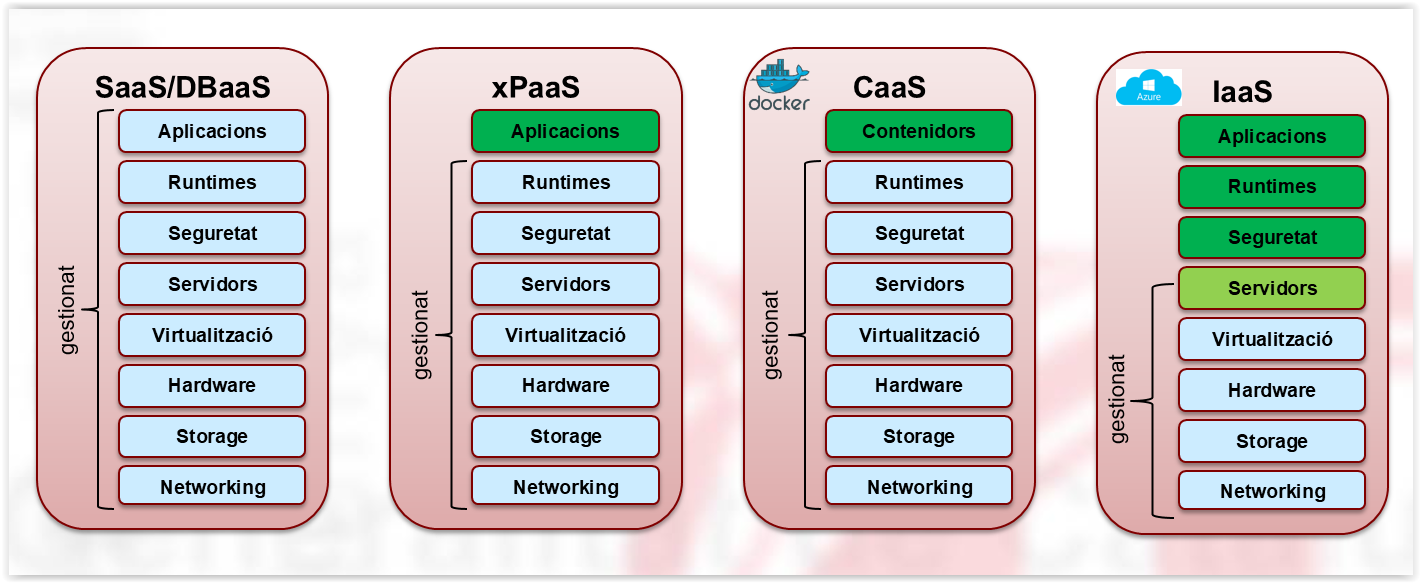 SaaS/DBaaS
Aplicacions
Runtimes
Seguretat
Servidors
Virtualització
Hardware
Storage
Networking
gestionat
xPaaS
Aplicacions
Runtimes
Seguretat
Servidors
Virtualització
Hardware
Storage
Networking
gestionat
docker
CaaS
Contenidors
Runtimes
Seguretat
Servidors
Virtualització
Hardware
Storage
Networking
gestionat
Azure
IaaS
Aplicacions
Runtimes
Seguretat
Servidors
Virtualització
Hardware
Storage
Networking
gestionat